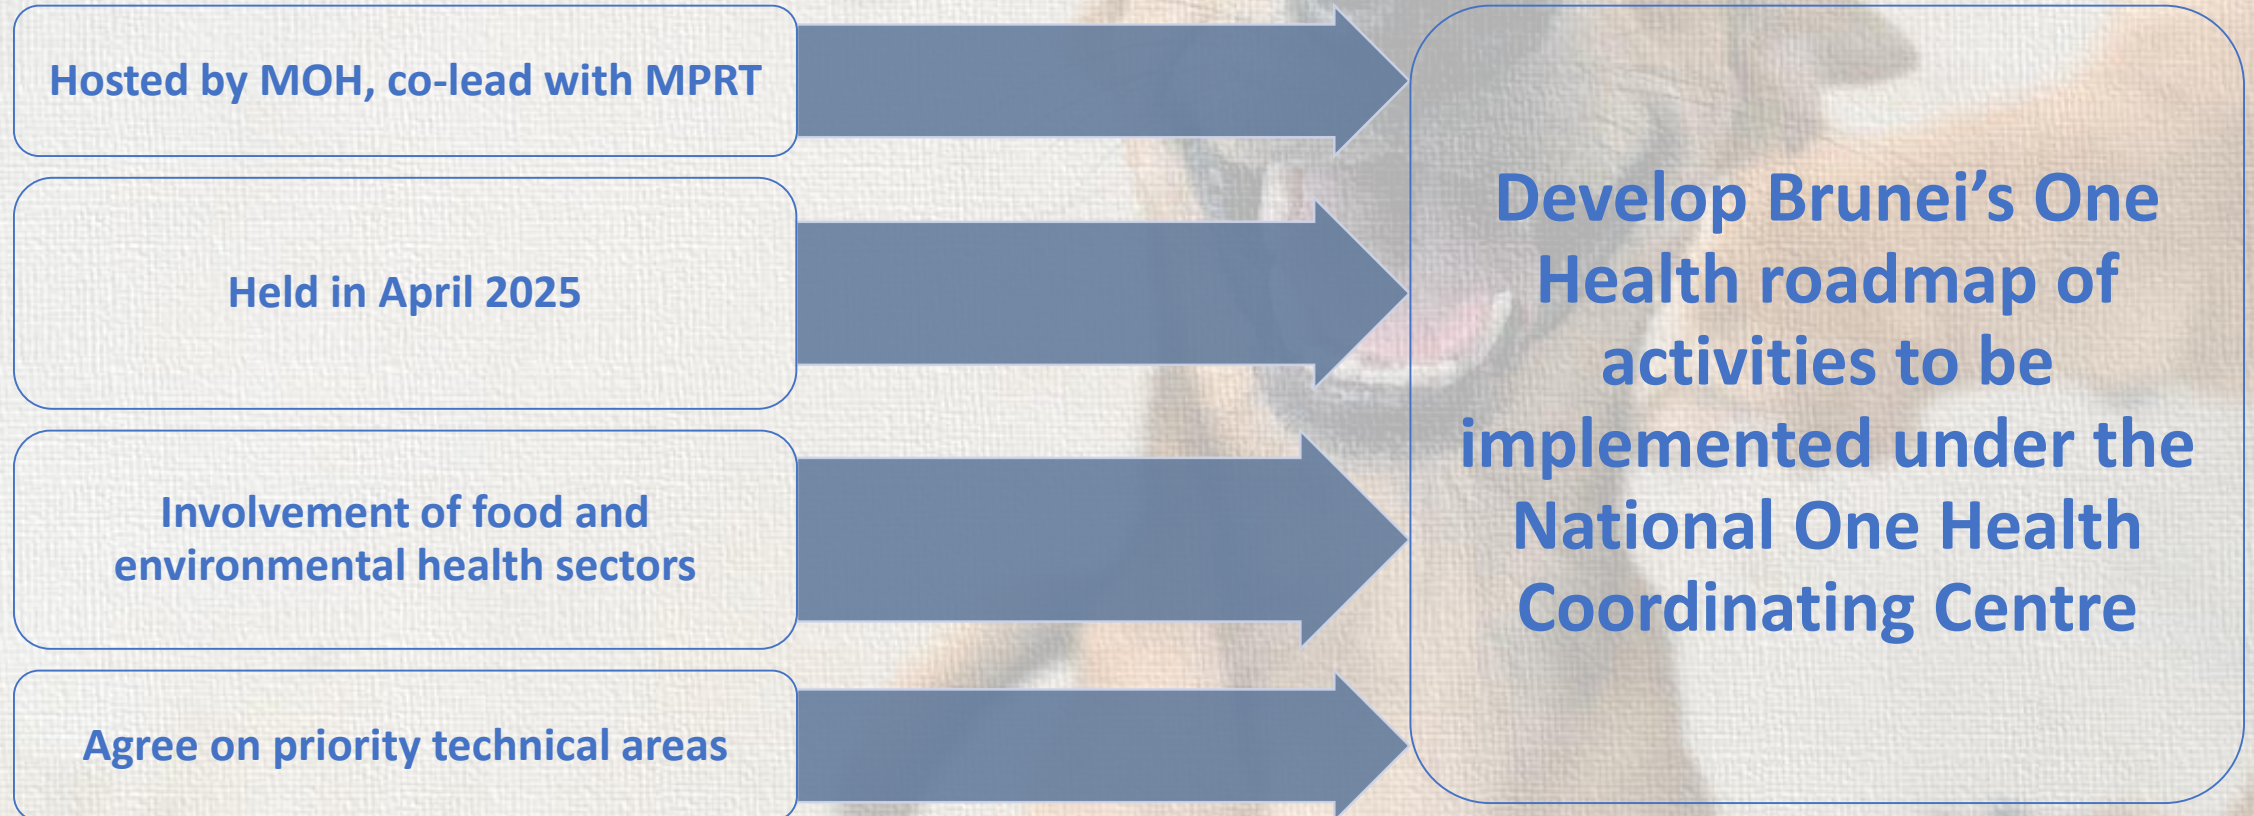 Hosted by MOH, co-lead with MPRT
Held in April 2025
Involvement of food and
environmental health sectors
Agree on priority technical areas
Develop Brunei’s One
Health roadmap of
activities to be
implemented under the
National One Health
Coordinating Centre